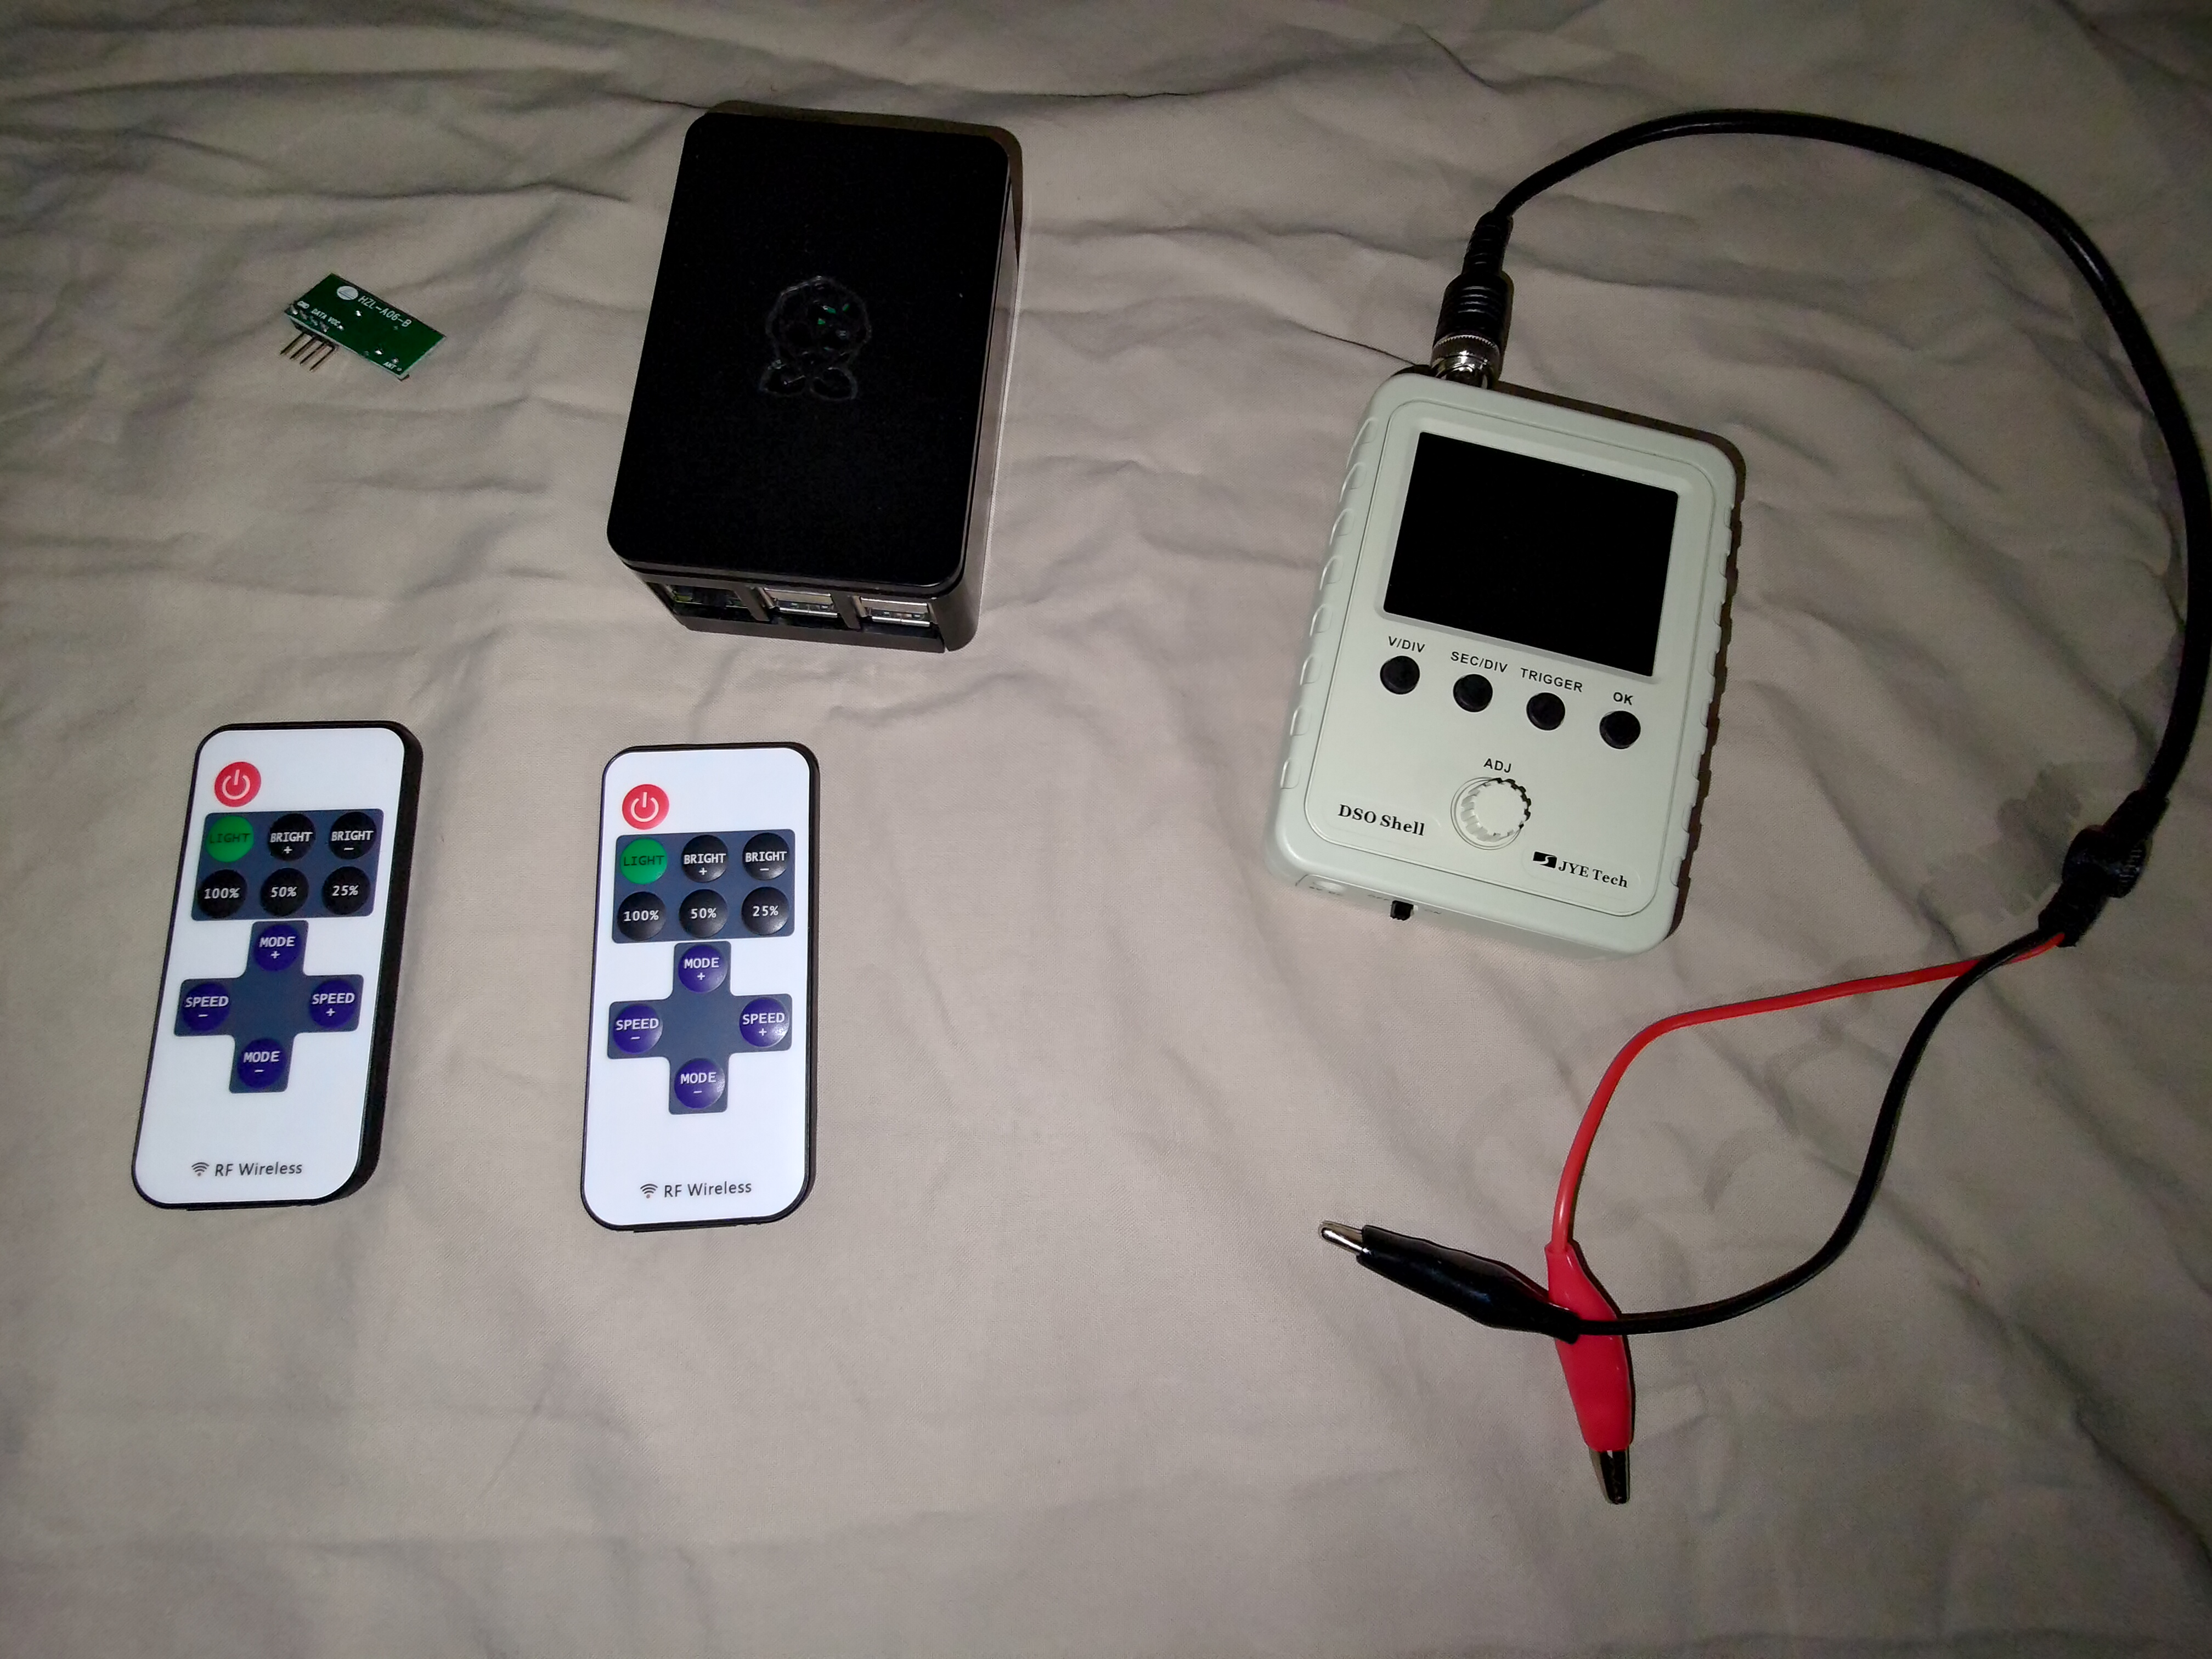 HZL-A06-B
GND
DATA VCC
ANT
V/DIV
SEC/DIV
TRIGGER
OK
ADJ
DSO Shell
JYE Tech
LIGHT
BRIGHT
+
BRIGHT
−
100%
50%
25%
MODE
+
SPEED
−
SPEED
+
MODE
−
RF Wireless
LIGHT
BRIGHT
+
BRIGHT
−
100%
50%
25%
MODE
+
SPEED
−
SPEED
+
MODE
−
RF Wireless